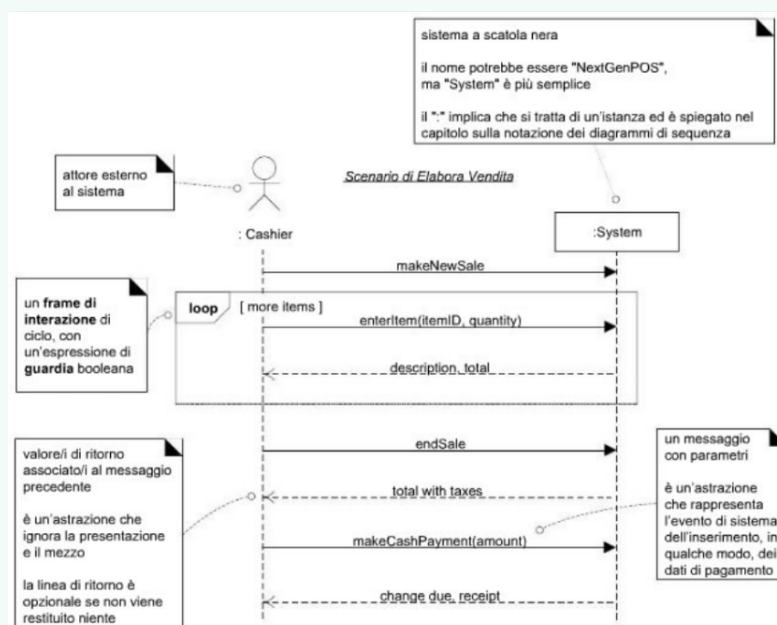 sistema a scatola nera
il nome potrebbe essere "NextGenPOS",
ma "System" è più semplice
il ":" implica che si tratta di un'istanza ed è spiegato nel
capitolo sulla notazione dei diagrammi di sequenza
attore esterno
al sistema
Scenario di Elabora Vendita
: Cashier
:System
makeNewSale
un frame di
interazione di
ciclo, con
un'espressione di
guardia booleana
loop
[ more items ]
enterItem(itemID, quantity)
description, total
valore/i di ritorno
associato/i al messaggio
precedente
è un'astrazione che
ignora la presentazione
e il mezzo
la linea di ritorno è
opzionale se non viene
restituito niente
endSale
total with taxes
makeCashPayment(amount)
change due, receipt
un messaggio
con parametri
è un'astrazione
che rappresenta
l'evento di sistema
dell'inserimento, in
qualche modo, dei
dati di pagamento